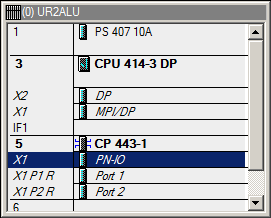 (0) UR2ALU
1 PS 407 10A
3 CPU 414-3 DP
X2 DP
X1 MPI/DP
IF1
5 CP 443-1
X1 PN-IO
X1 P1 R Port 1
X1 P2 R Port 2
6